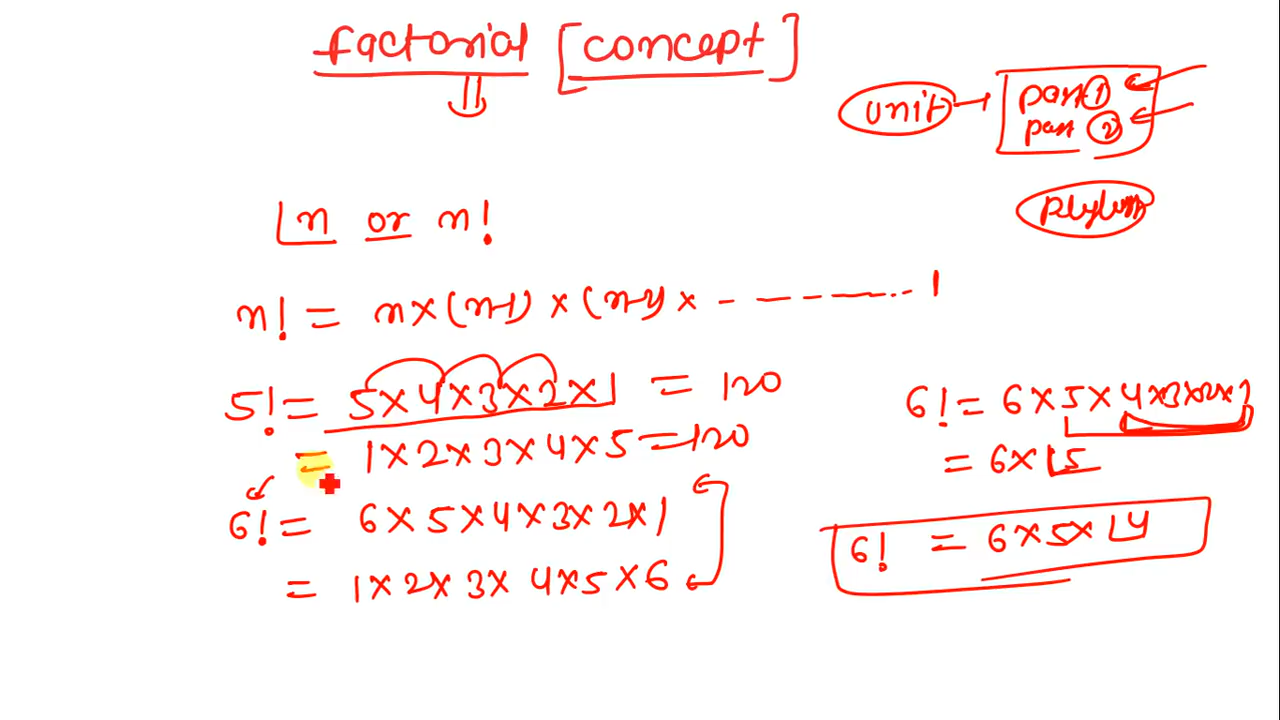 factorial [concept]
unit → part ①
part ②
⌊n or n!
n! = n×(n-1)×(n-2)× - - - - - - - 1
5! = 5×4×3×2×1 = 120
= 1×2×3×4×5 = 120
6! = 6×5×4×3×2×1
= 1×2×3×4×5×6
6! = 6×5×4×3×2×1
= 6×⌊5
6! = 6×5×⌊4